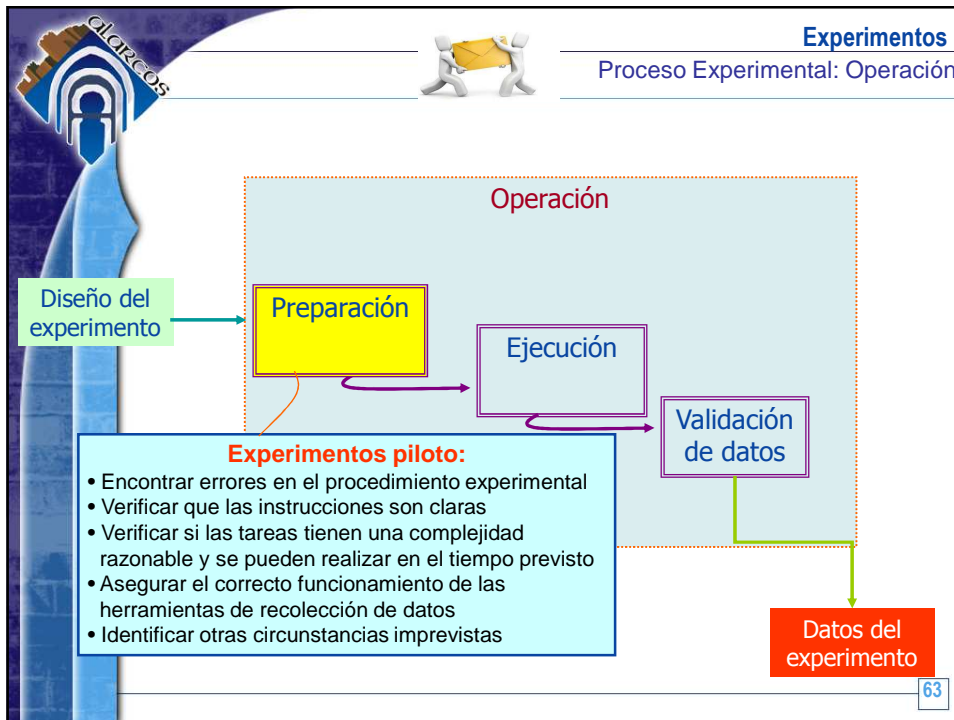 aLaRCOS
Experimentos
Proceso Experimental: Operación
Operación
Diseño del
experimento
Preparación
Ejecución
Validación
de datos
Experimentos piloto:
• Encontrar errores en el procedimiento experimental
• Verificar que las instrucciones son claras
• Verificar si las tareas tienen una complejidad
razonable y se pueden realizar en el tiempo previsto
• Asegurar el correcto funcionamiento de las
herramientas de recolección de datos
• Identificar otras circunstancias imprevistas
Datos del
experimento
63